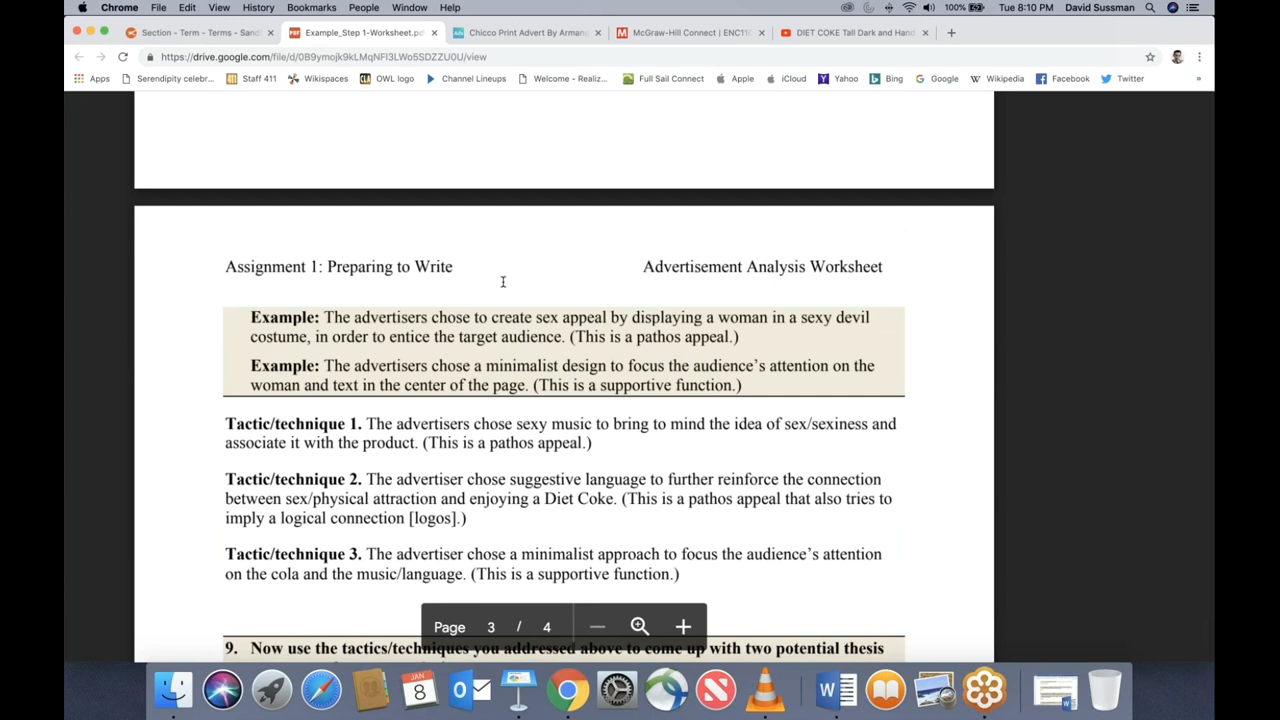 Chrome File Edit View History Bookmarks People Window Help 100% Tue 8:10 PM David Sussman
Section - Term - Terms - Sand
Example_Step 1-Worksheet.pd
Chicco Print Advert By Arman
McGraw-Hill Connect | ENC11
DIET COKE Tall Dark and Hand
https://drive.google.com/file/d/0B9ymojk9kLMqNFI3LWo5SDZZU0U/view
Apps Serendipity celebr... Staff 411 Wikispaces OWL logo Channel Lineups Welcome - Realiz... Full Sail Connect Apple iCloud Yahoo Bing Google Wikipedia Facebook Twitter »
Assignment 1: Preparing to Write Advertisement Analysis Worksheet
Example: The advertisers chose to create sex appeal by displaying a woman in a sexy devil
costume, in order to entice the target audience. (This is a pathos appeal.)
Example: The advertisers chose a minimalist design to focus the audience's attention on the
woman and text in the center of the page. (This is a supportive function.)
Tactic/technique 1. The advertisers chose sexy music to bring to mind the idea of sex/sexiness and
associate it with the product. (This is a pathos appeal.)
Tactic/technique 2. The advertiser chose suggestive language to further reinforce the connection
between sex/physical attraction and enjoying a Diet Coke. (This is a pathos appeal that also tries to
imply a logical connection [logos].)
Tactic/technique 3. The advertiser chose a minimalist approach to focus the audience's attention
on the cola and the music/language. (This is a supportive function.)
Page 3 / 4
9. Now use the tactics/techniques you addressed above to come up with two potential thesis
JAN
8